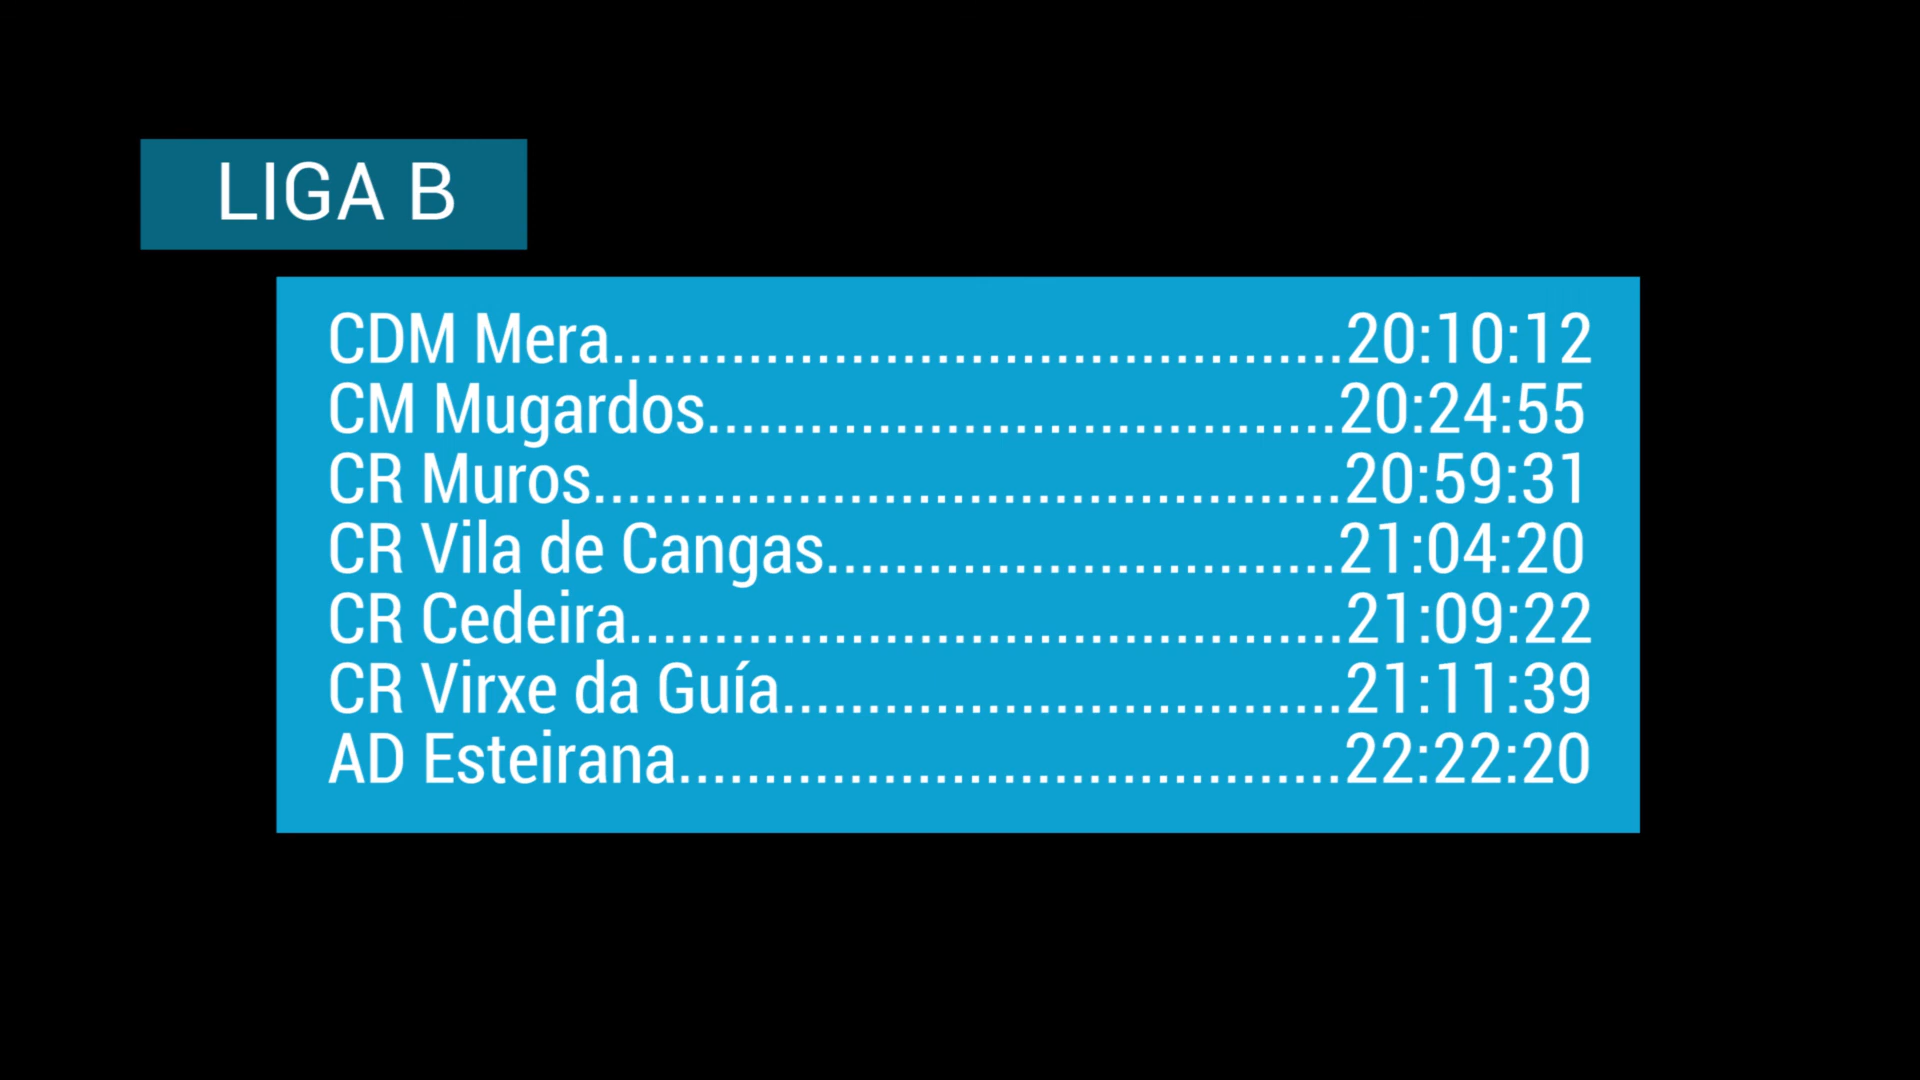 LIGA B
CDM Mera...........................................20:10:12
CM Mugardos.....................................20:24:55
CR Muros............................................20:59:31
CR Vila de Cangas..............................21:04:20
CR Cedeira..........................................21:09:22
CR Virxe da Guía.................................21:11:39
AD Esteirana.......................................22:22:20